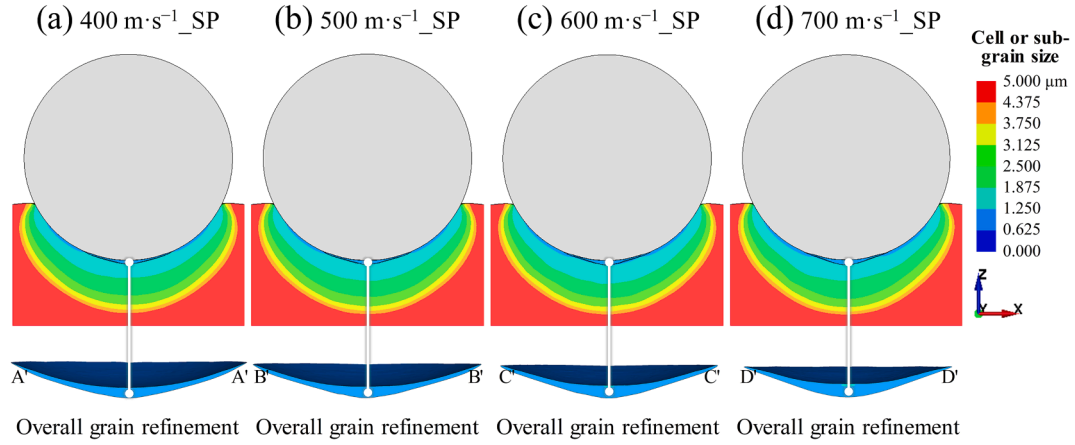 (a) 400 m·s⁻¹_SP
(b) 500 m·s⁻¹_SP
(c) 600 m·s⁻¹_SP
(d) 700 m·s⁻¹_SP
Cell or sub-
grain size
5.000 μm
4.375
3.750
3.125
2.500
1.875
1.250
0.625
0.000
Z
Y
X
A' A'
B' B'
C' C'
D' D'
Overall grain refinement
Overall grain refinement
Overall grain refinement
Overall grain refinement